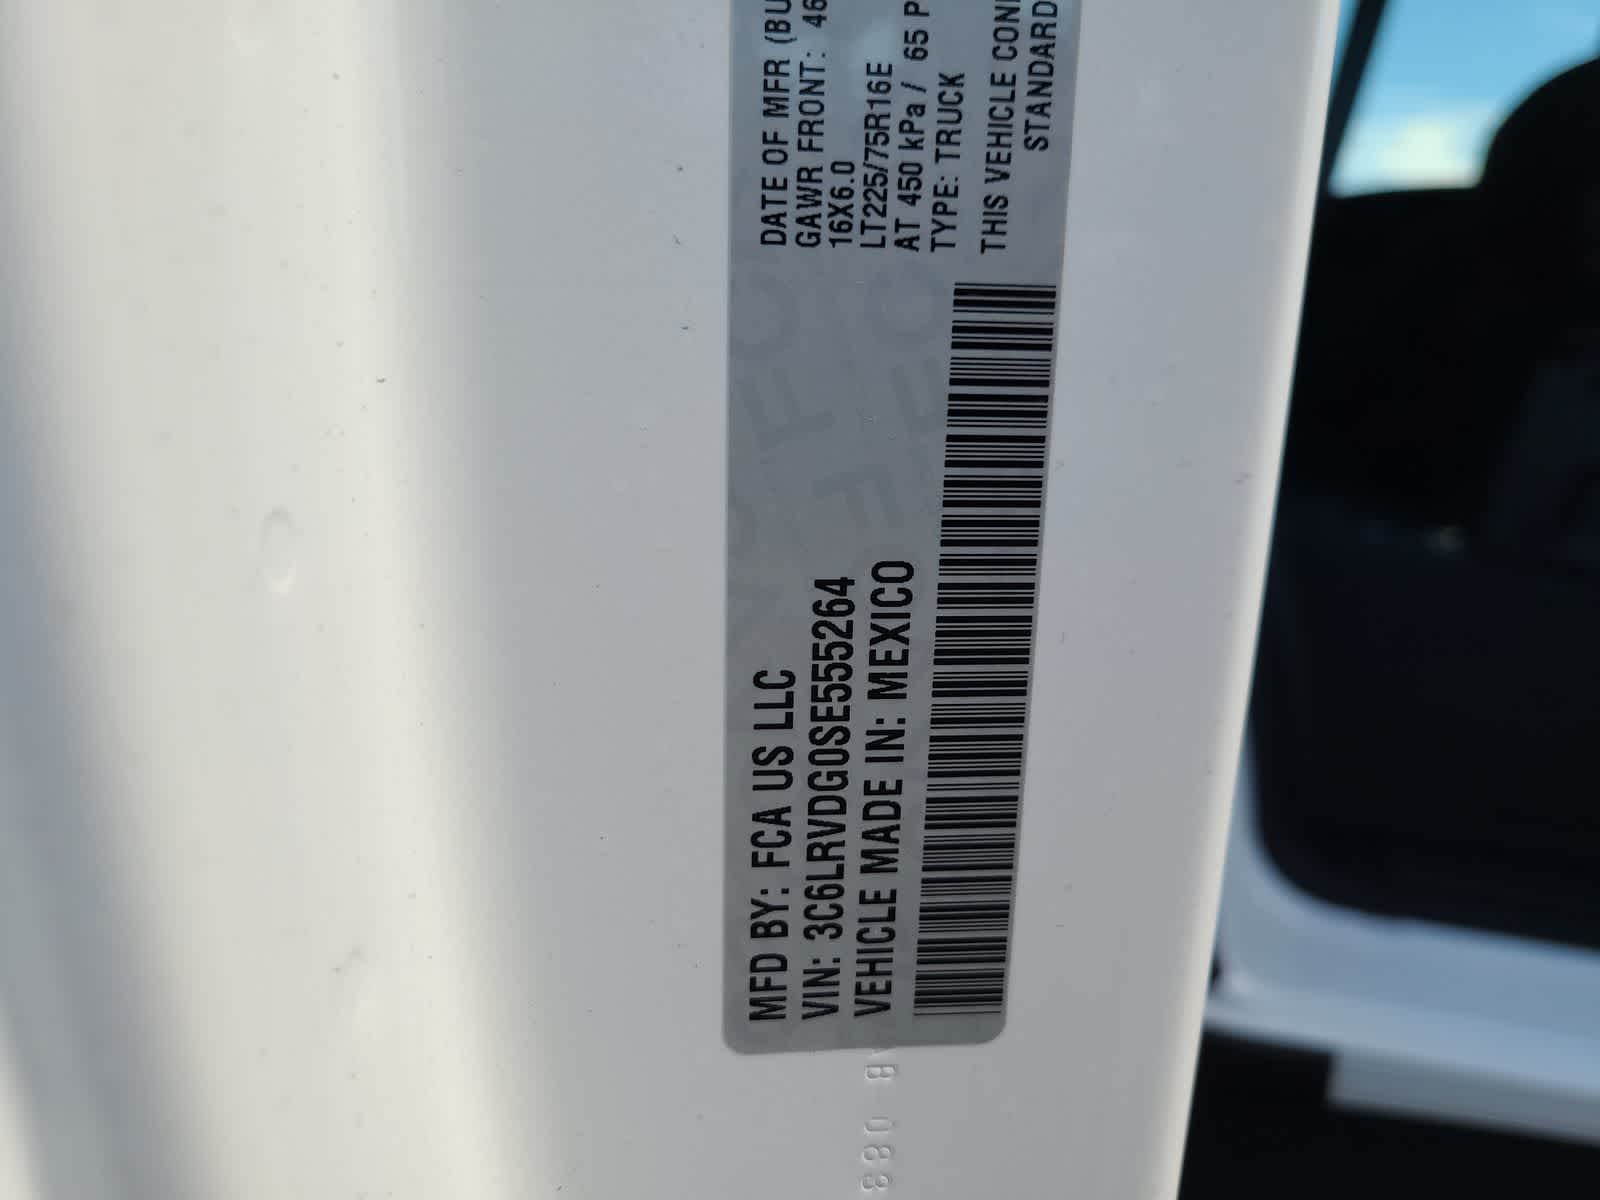 MFD BY: FCA US LLC
VIN: 3C6LRVDG0SE555264
VEHICLE MADE IN: MEXICO
DATE OF MFR
GAWR FRONT:
16X6.0
LT225/75R16E
AT 450 kPa / 65
TYPE: TRUCK
THIS VEHICLE
STANDARD